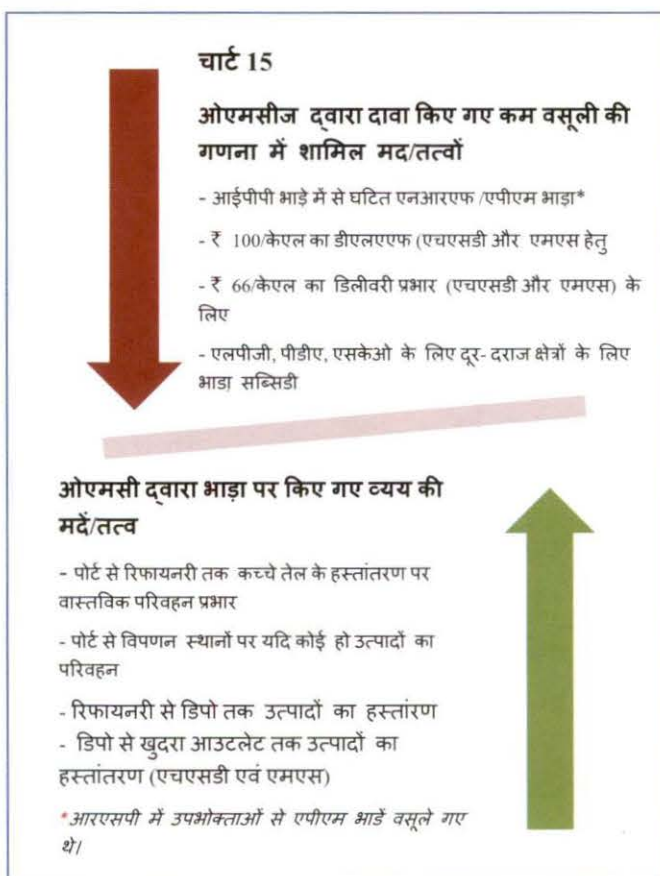 चार्ट 15
ओएमसीज द्वारा दावा किए गए कम वसूली की
गणना में शामिल मद/तत्वों
- आईपीपी भाड़े में से घटित एनआरएफ /एपीएम भाड़ा*
- ₹ 100/केएल का डीएलएएफ (एचएसडी और एमएस हेतु
- ₹ 66/केएल का डिलीवरी प्रभार (एचएसडी और एमएस) के
लिए
- एलपीजी, पीडीए, एसकेओ के लिए दूर- दराज क्षेत्रों के लिए
भाडा सब्सिडी
ओएमसी द्वारा भाड़ा पर किए गए व्यय की
मदें/तत्व
- पोर्ट से रिफायनरी तक कच्चे तेल के हस्तांतरण पर
वास्तविक परिवहन प्रभार
- पोर्ट से विपणन स्थानों पर यदि कोई हो उत्पादों का
परिवहन
- रिफायनरी से डिपो तक उत्पादों का हस्तांरण
- डिपो से खुदरा आउटलेट तक उत्पादों का
हस्तांतरण (एचएसडी एवं एमएस)
*आरएसपी में उपभोक्ताओं से एपीएम भाडें वसूले गए
थे।